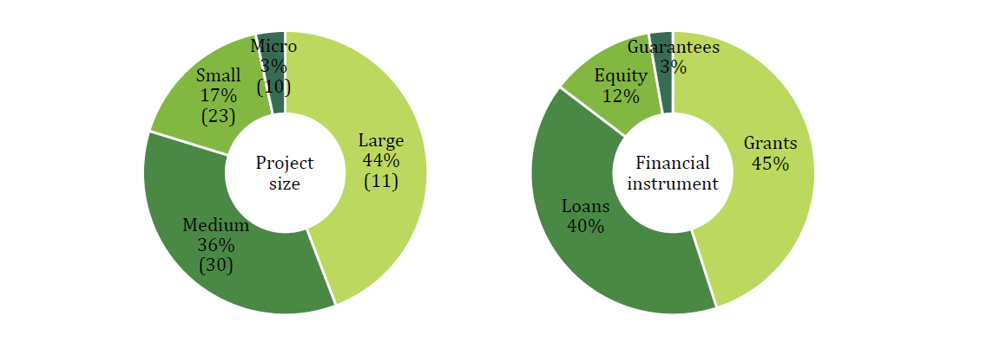 Micro
3%
(10)
Small
17%
(23)
Large
44%
(11)
Project
size
Medium
36%
(30)
Guarantees
3%
Equity
12%
Grants
45%
Financial
instrument
Loans
40%